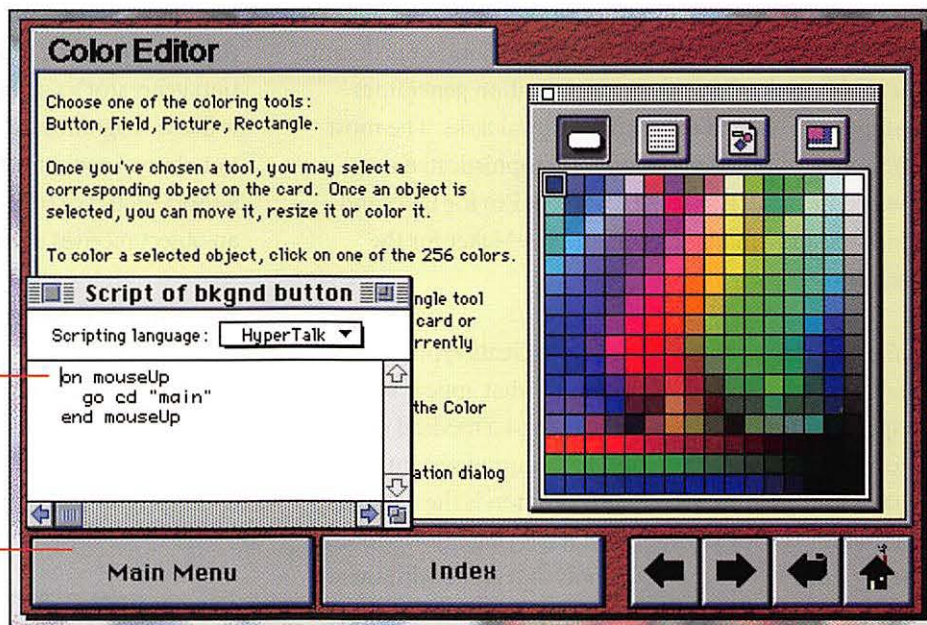 Color Editor
Choose one of the coloring tools:
Button, Field, Picture, Rectangle.
Once you've chosen a tool, you may select a
corresponding object on the card. Once an object is
selected, you can move it, resize it or color it.
To color a selected object, click on one of the 256 colors.
ngle tool
card or
rrently
the Color
ation dialog
Script of bkgnd button
Scripting language: HyperTalk
on mouseUp
go cd "main"
end mouseUp
Main Menu
Index